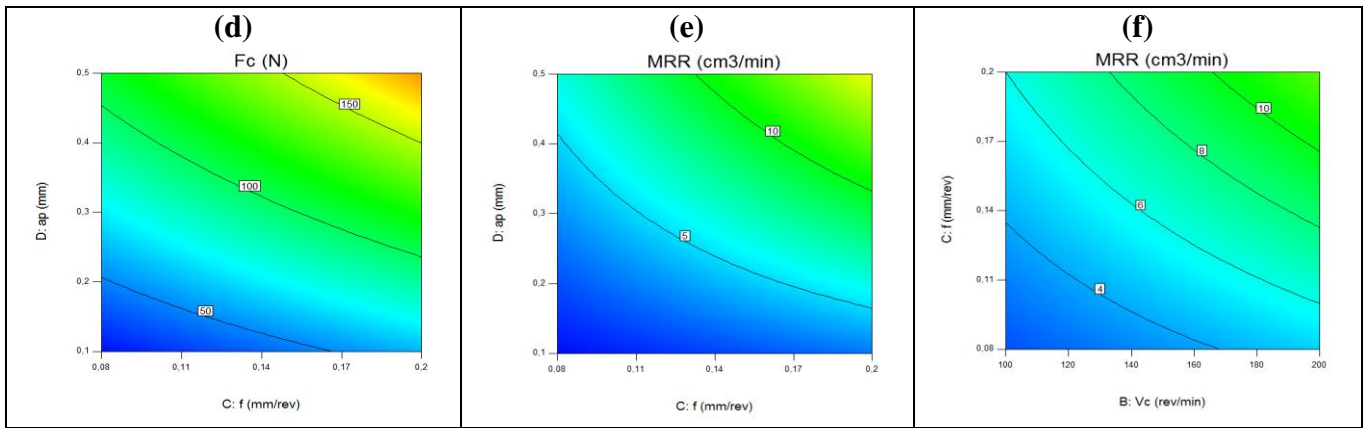 (d)
Fc (N)
0,5
0,4
0,3
0,2
0,1
D: ap (mm)
150
100
50
0,08 0,11 0,14 0,17 0,2
C: f (mm/rev)
(e)
MRR (cm3/min)
0,5
0,4
0,3
0,2
0,1
D: ap (mm)
10
5
0,08 0,11 0,14 0,17 0,2
C: f (mm/rev)
(f)
MRR (cm3/min)
0,2
0,17
0,14
0,11
0,08
C: f (mm/rev)
10
8
6
4
100 120 140 160 180 200
B: Vc (rev/min)